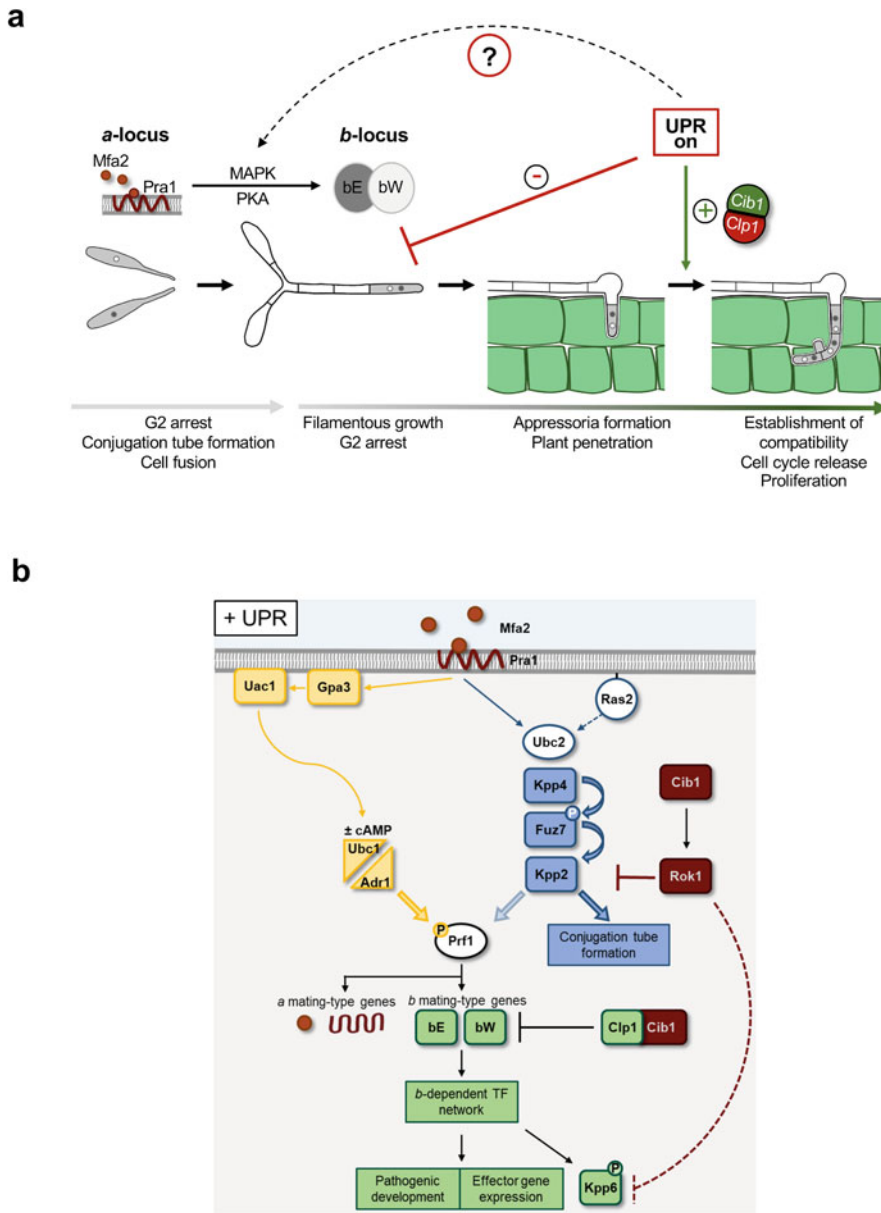 a
?
a-locus
b-locus
UPR
on
Mfa2
Pra1
MAPK
PKA
bE
bW
-
+
Cib1
Clp1
G2 arrest
Conjugation tube formation
Cell fusion
Filamentous growth
G2 arrest
Appressoria formation
Plant penetration
Establishment of
compatibility
Cell cycle release
Proliferation
b
+ UPR
Mfa2
Pra1
Uac1
Gpa3
Ras2
Ubc2
Kpp4
Cib1
P
Fuz7
± cAMP
Ubc1
Adr1
Kpp2
Rok1
P
Prf1
Conjugation tube
formation
a mating-type genes
b mating-type genes
bE
bW
Clp1
Cib1
b-dependent TF
network
Pathogenic
development
Effector gene
expression
P
Kpp6